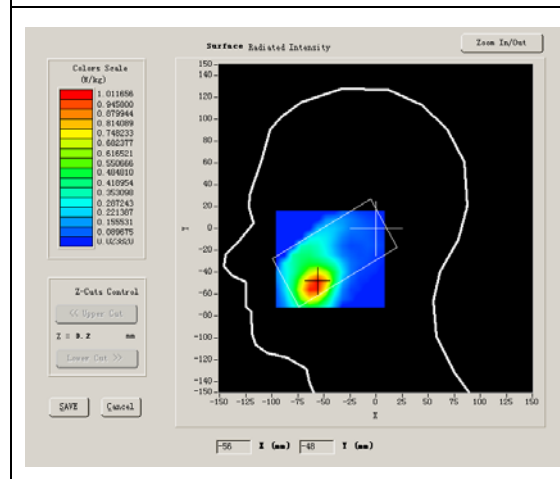 Surface Radiated Intensity
Zoom In/Out
Colors Scale
(W/kg)
1.011656
0.945800
0.879944
0.814089
0.748233
0.682377
0.616521
0.550666
0.484810
0.418954
0.353098
0.287243
0.221387
0.155531
0.089675
0.023820
Z-Cuts Control
<< Upper Cut
Z = 3.2 mm
Lower Cut >>
SAVE Cancel
150
140
120
100
80
60
40
20
0
-20
-40
-60
-80
-100
-120
-140
-150
-150 -125 -100 -75 -50 -25 0 25 50 75 100 125 150
X
-56 X (mm) -48 Y (mm)